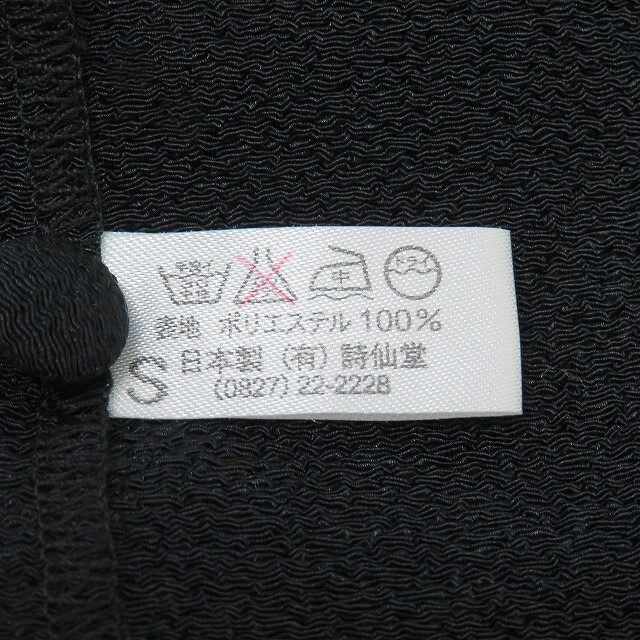 表地 ポリエステル 100%
日本製 (有) 詩仙堂
S
(0827) 22-2228